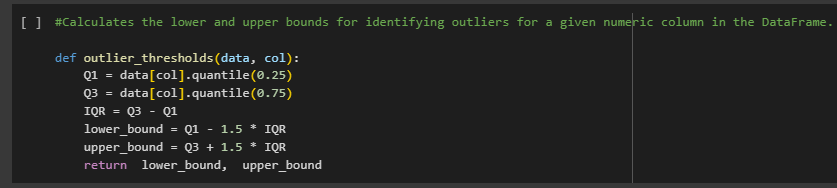 [ ] #Calculates the lower and upper bounds for identifying outliers for a given numeric column in the DataFrame.
def outlier_thresholds(data, col):
    Q1 = data[col].quantile(0.25)
    Q3 = data[col].quantile(0.75)
    IQR = Q3 - Q1
    lower_bound = Q1 - 1.5 * IQR
    upper_bound = Q3 + 1.5 * IQR
    return  lower_bound,  upper_bound